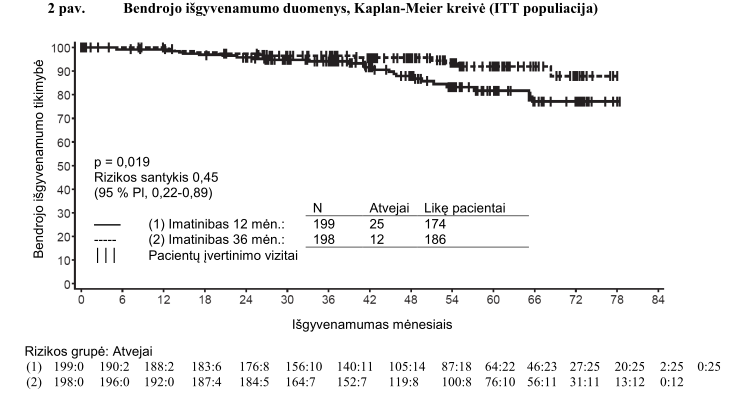 2 pav. Bendrojo išgyvenamumo duomenys, Kaplan-Meier kreivė (ITT populiacija)
Bendrojo išgyvenamumo tikimybė
100
90
80
70
60
50
40
30
20
10
0
p = 0,019
Rizikos santykis 0,45
(95 % PI, 0,22-0,89)
N Atvejai Likę pacientai
(1) Imatinibas 12 mėn.: 199 25 174
(2) Imatinibas 36 mėn.: 198 12 186
Pacientų įvertinimo vizitai
0 6 12 18 24 30 36 42 48 54 60 66 72 78 84
Išgyvenamumas mėnesiais
Rizikos grupė: Atvejai
(1) 199:0 190:2 188:2 183:6 176:8 156:10 140:11 105:14 87:18 64:22 46:23 27:25 20:25 2:25 0:25
(2) 198:0 196:0 192:0 187:4 184:5 164:7 152:7 119:8 100:8 76:10 56:11 31:11 13:12 0:12